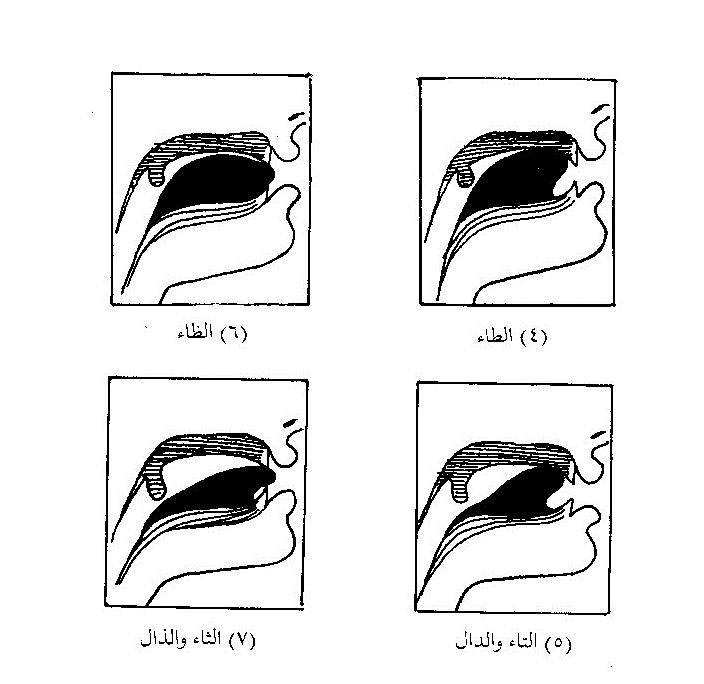 (٤) الطاء
(٦) الظاء
(٥) التاء والدال
(٧) الثاء والذال